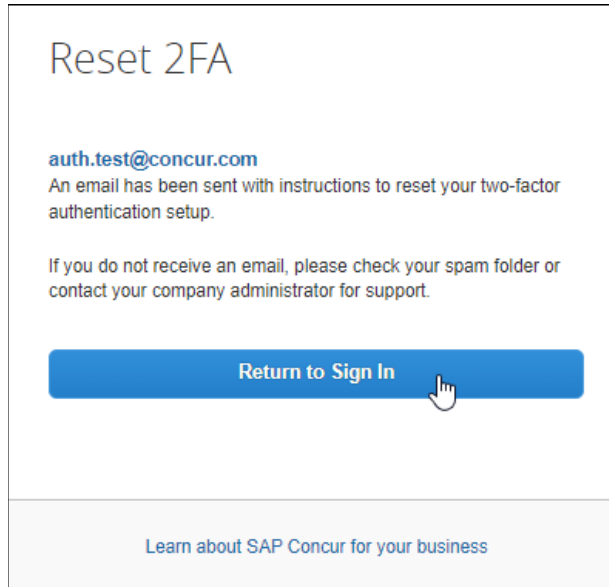 Reset 2FA
auth.test@concur.com
An email has been sent with instructions to reset your two-factor
authentication setup.
If you do not receive an email, please check your spam folder or
contact your company administrator for support.
Return to Sign In
Learn about SAP Concur for your business